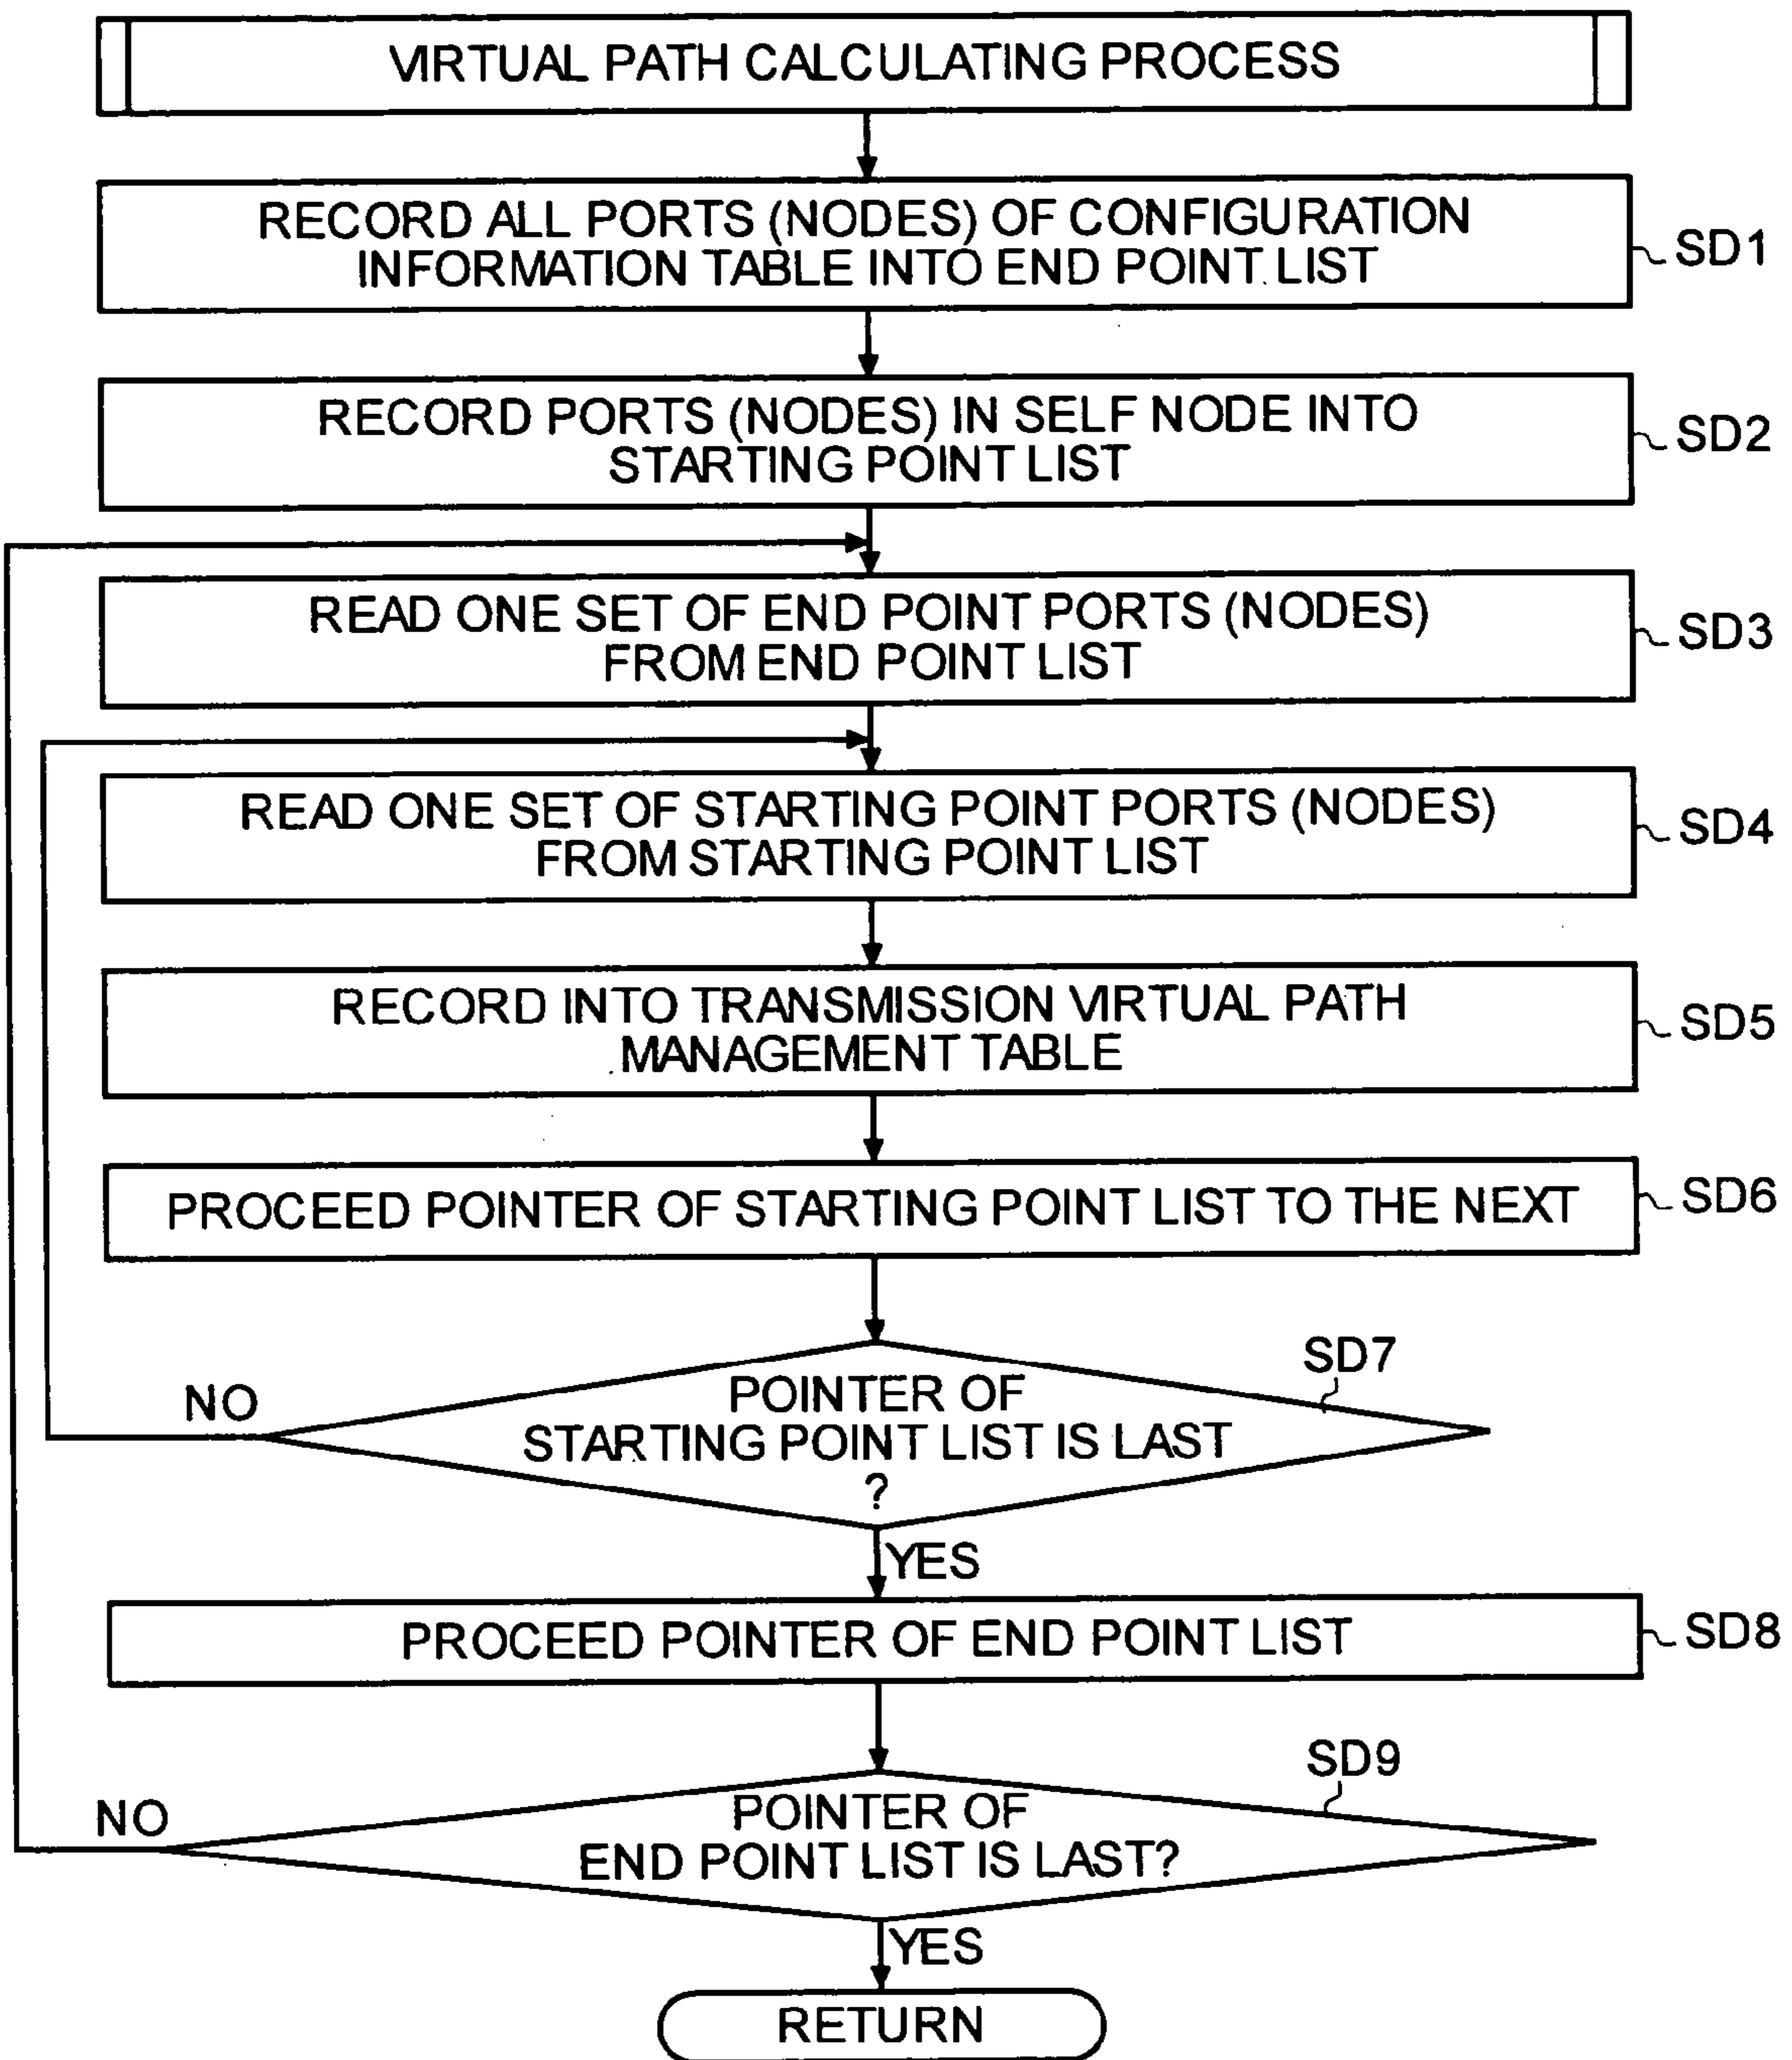 VIRTUAL PATH CALCULATING PROCESS
RECORD ALL PORTS (NODES) OF CONFIGURATION
INFORMATION TABLE INTO END POINT LIST
SD1
RECORD PORTS (NODES) IN SELF NODE INTO
STARTING POINT LIST
SD2
READ ONE SET OF END POINT PORTS (NODES)
FROM END POINT LIST
SD3
READ ONE SET OF STARTING POINT PORTS (NODES)
FROM STARTING POINT LIST
SD4
RECORD INTO TRANSMISSION VIRTUAL PATH
MANAGEMENT TABLE
SD5
PROCEED POINTER OF STARTING POINT LIST TO THE NEXT
SD6
SD7
NO
POINTER OF
STARTING POINT LIST IS LAST
?
YES
PROCEED POINTER OF END POINT LIST
SD8
SD9
NO
POINTER OF
END POINT LIST IS LAST?
YES
RETURN